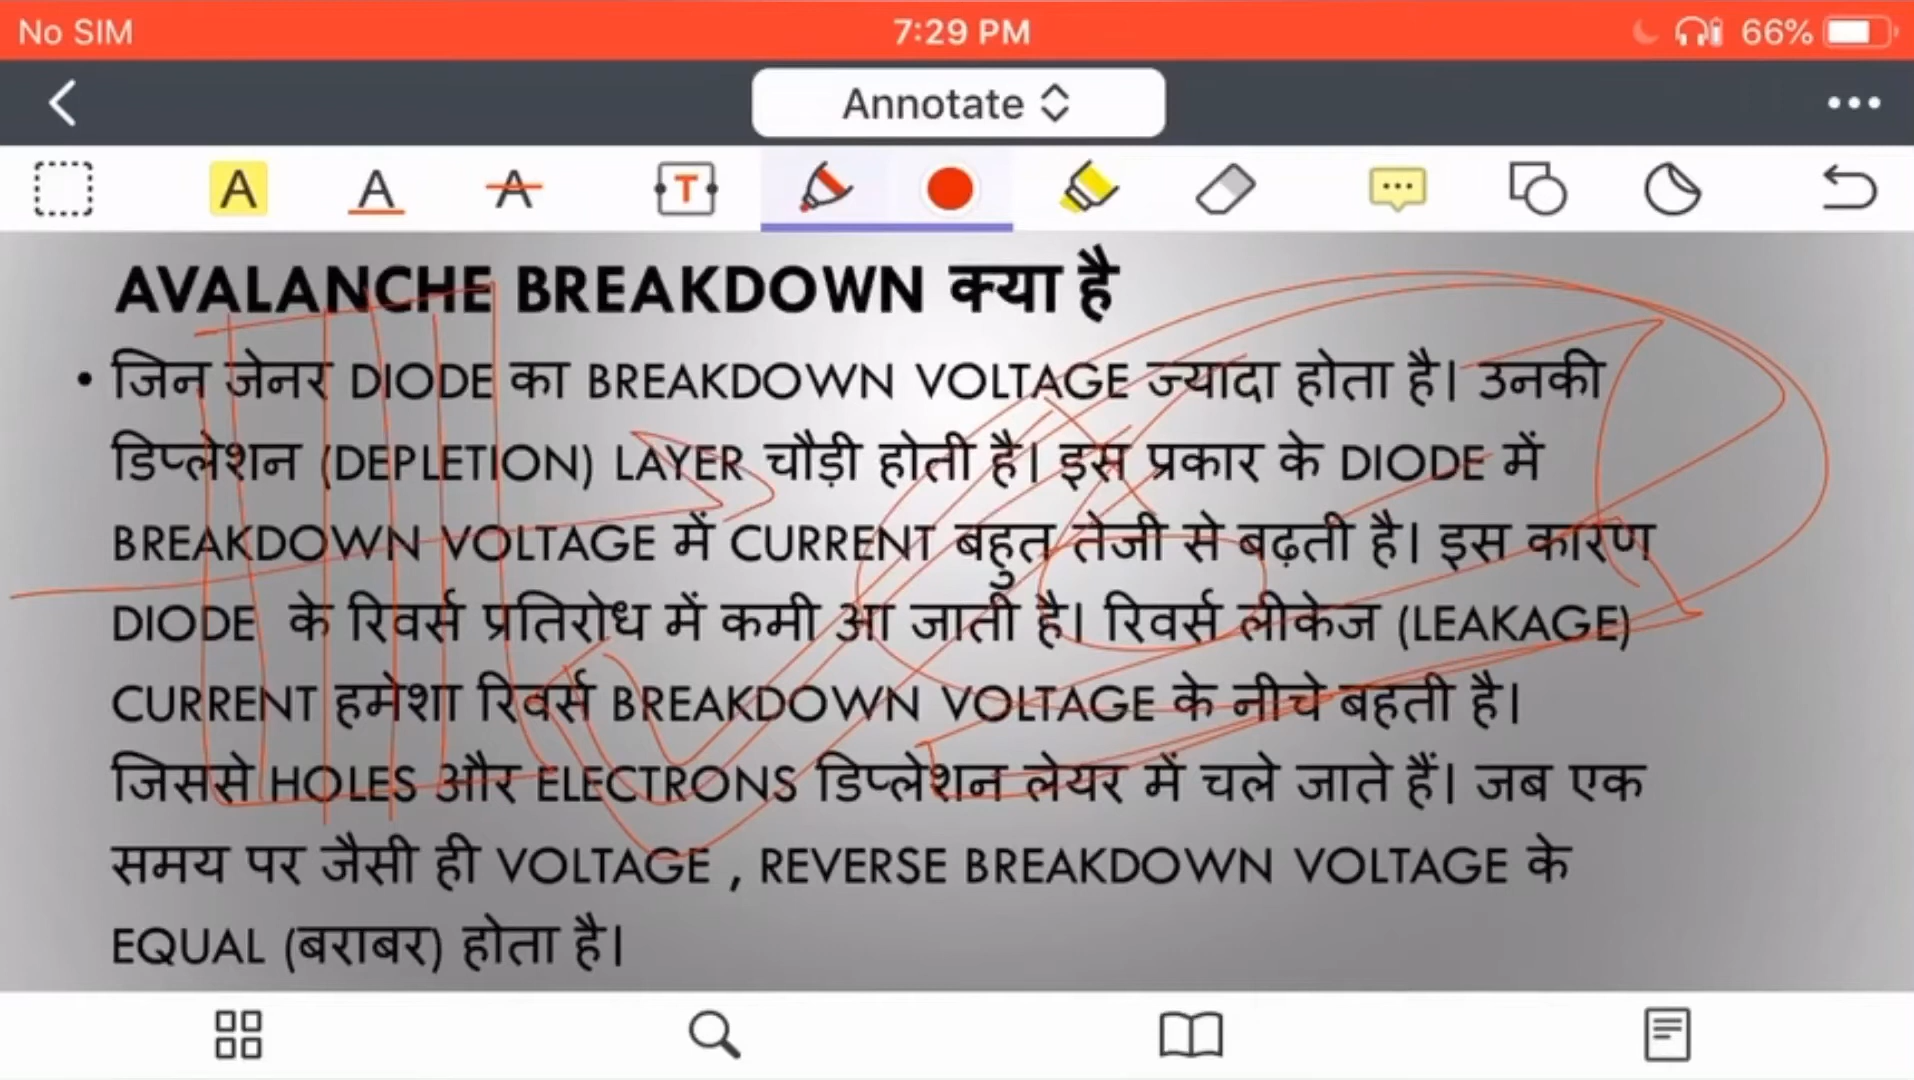 No SIM 7:29 PM 66%
Annotate
A A A T
AVALANCHE BREAKDOWN क्या है
• जिन जेनर DIODE का BREAKDOWN VOLTAGE ज्यादा होता है। उनकी
डिप्लेशन (DEPLETION) LAYER चौड़ी होती है। इस प्रकार के DIODE में
BREAKDOWN VOLTAGE में CURRENT बहुत तेजी से बढ़ती है। इस कारण
DIODE के रिवर्स प्रतिरोध में कमी आ जाती है। रिवर्स लीकेज (LEAKAGE)
CURRENT हमेशा रिवर्स BREAKDOWN VOLTAGE के नीचे बहती है।
जिससे HOLES और ELECTRONS डिप्लेशन लेयर में चले जाते हैं। जब एक
समय पर जैसी ही VOLTAGE , REVERSE BREAKDOWN VOLTAGE के
EQUAL (बराबर) होता है।